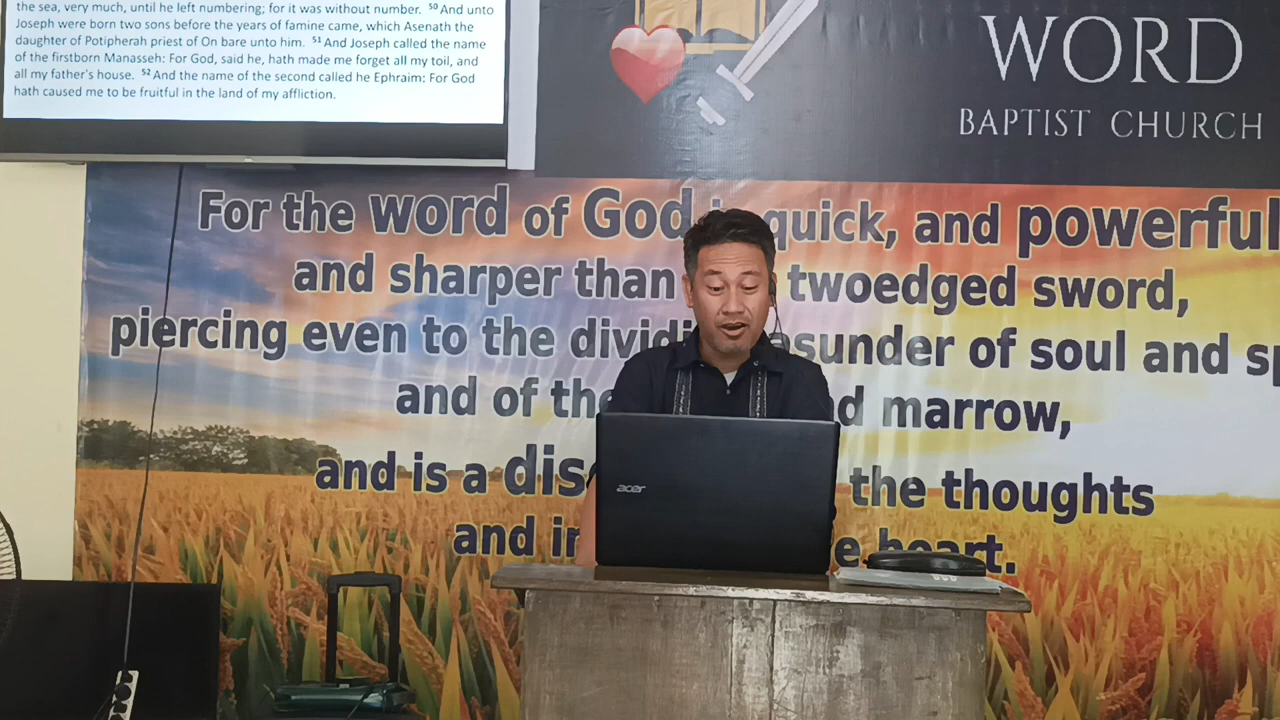 the sea, very much, until he left numbering; for it was without number. 50 And unto
Joseph were born two sons before the years of famine came, which Asenath the
daughter of Potipherah priest of On bare unto him. 51 And Joseph called the name
of the firstborn Manasseh: For God, said he, hath made me forget all my toil, and
all my father's house. 52 And the name of the second called he Ephraim: For God
hath caused me to be fruitful in the land of my affliction.
WORD
BAPTIST CHURCH
For the word of God quick, and powerful
and sharper than twoedged sword,
piercing even to the asunder of soul and
and of the marrow,
and is a the thoughts
and heart.
acer